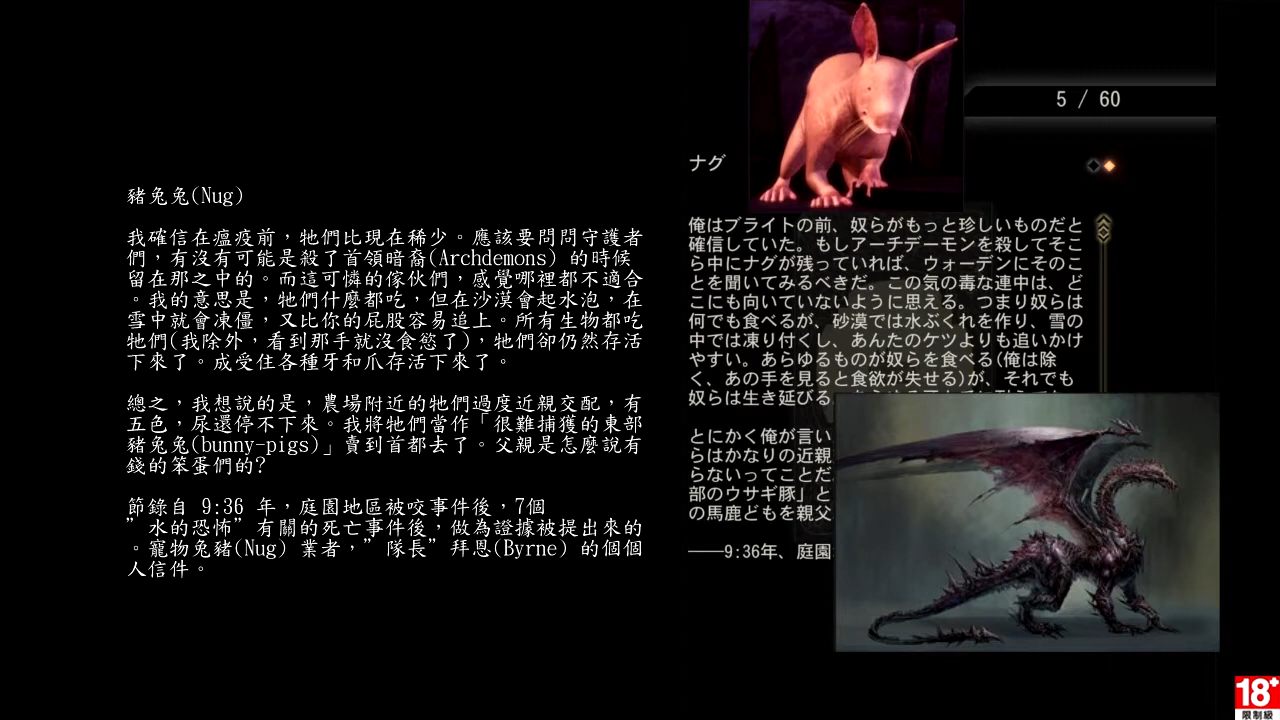 豬兔兔(Nug)
我確信在瘟疫前，牠們比現在稀少。應該要問問守護者
們，有沒有可能是殺了首領暗裔(Archdemons) 的時候
留在那之中的。而這可憐的傢伙們，感覺哪裡都不適合
。我的意思是，牠們什麼都吃，但在沙漠會起水泡，在
雪中就會凍僵，又比你的屁股容易追上。所有生物都吃
牠們(我除外，看到那手就沒食慾了)，牠們卻仍然存活
下來了。成受住各種牙和爪存活下來了。
總之，我想說的是，農場附近的牠們過度近親交配，有
五色，尿還停不下來。我將牠們當作「很難捕獲的東部
豬兔兔(bunny-pigs)」賣到首都去了。父親是怎麼說有
錢的笨蛋們的?
節錄自 9:36 年，庭園地區被咬事件後，7個
”水的恐怖”有關的死亡事件後，做為證據被提出來的
。寵物兔豬(Nug) 業者，”隊長”拜恩(Byrne) 的個個
人信件。
5 / 60
ナグ
俺はブライトの前、奴らがもっと珍しいものだと
確信していた。もしアーチデーモンを殺してそこ
ら中にナグが残っていれば、ウォーデンにそのこ
とを聞いてみるべきだ。この気の毒な連中は、ど
こにも向いていないように思える。つまり奴らは
何でも食べるが、砂漠では水ぶくれを作り、雪の
中では凍り付くし、あんたのケツよりも追いかけ
やすい。あらゆるものが奴らを食べる(俺は除
く、あの手を見ると食欲が失せる)が、それでも
奴らは生き延びる
とにかく俺が言い
らはかなりの近親
らないってことだ
部のウサギ豚」と
の馬鹿どもを親父
――9:36年、庭園
18+
限制級